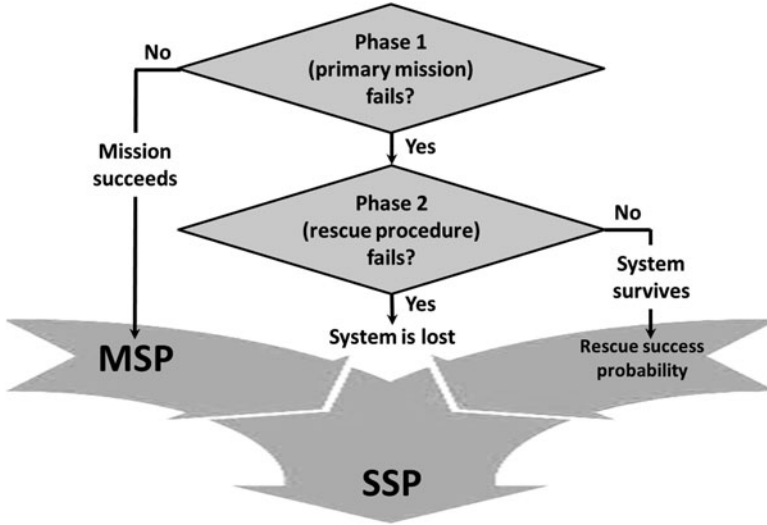 Phase 1
(primary mission)
fails?
No
Yes
Mission
succeeds
Phase 2
(rescue procedure)
fails?
No
Yes
System
survives
System is lost
MSP
Rescue success
probability
SSP